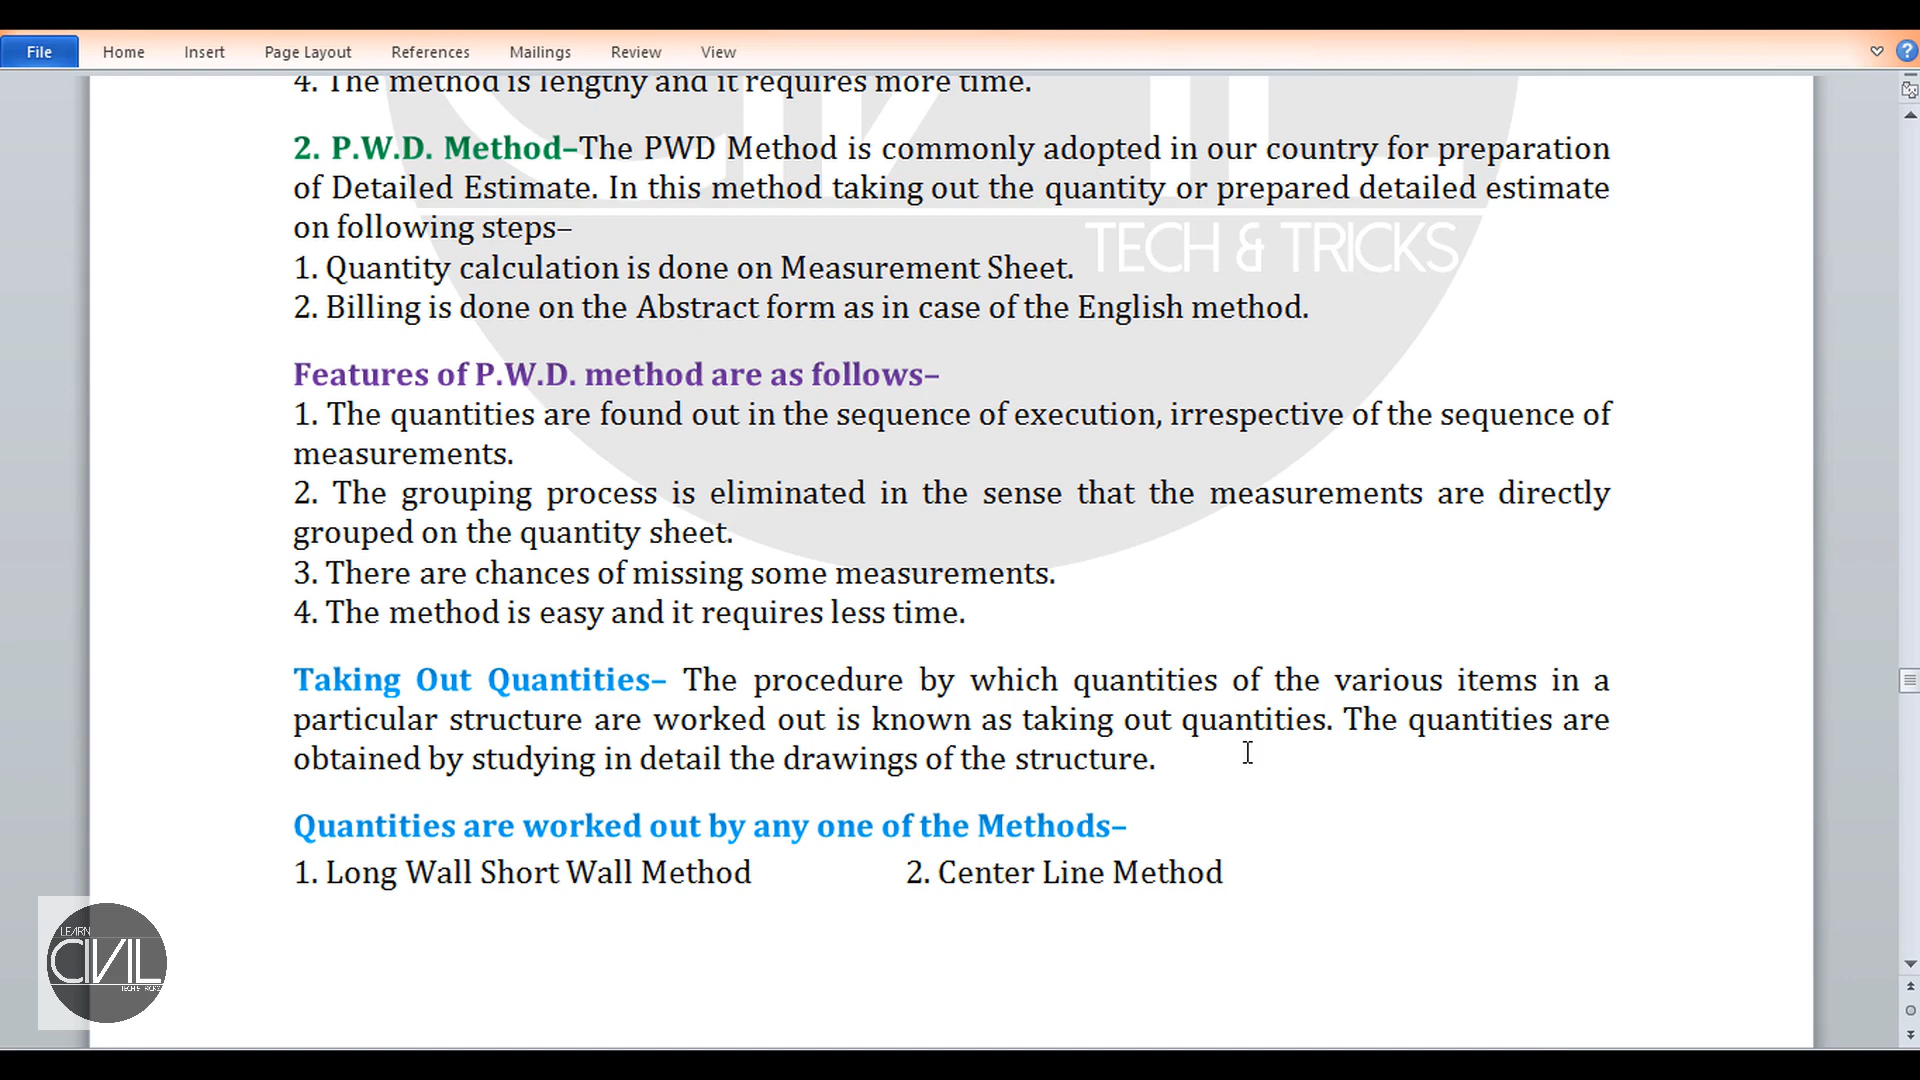 File Home Insert Page Layout References Mailings Review View
4. The method is lengthy and it requires more time.
2. P.W.D. Method–The PWD Method is commonly adopted in our country for preparation
of Detailed Estimate. In this method taking out the quantity or prepared detailed estimate
on following steps–
TECH & TRICKS
1. Quantity calculation is done on Measurement Sheet.
2. Billing is done on the Abstract form as in case of the English method.
Features of P.W.D. method are as follows–
1. The quantities are found out in the sequence of execution, irrespective of the sequence of
measurements.
2. The grouping process is eliminated in the sense that the measurements are directly
grouped on the quantity sheet.
3. There are chances of missing some measurements.
4. The method is easy and it requires less time.
Taking Out Quantities– The procedure by which quantities of the various items in a
particular structure are worked out is known as taking out quantities. The quantities are
obtained by studying in detail the drawings of the structure.
Quantities are worked out by any one of the Methods–
1. Long Wall Short Wall Method 2. Center Line Method
LEARN
CIVIL
TECH & TRICKS